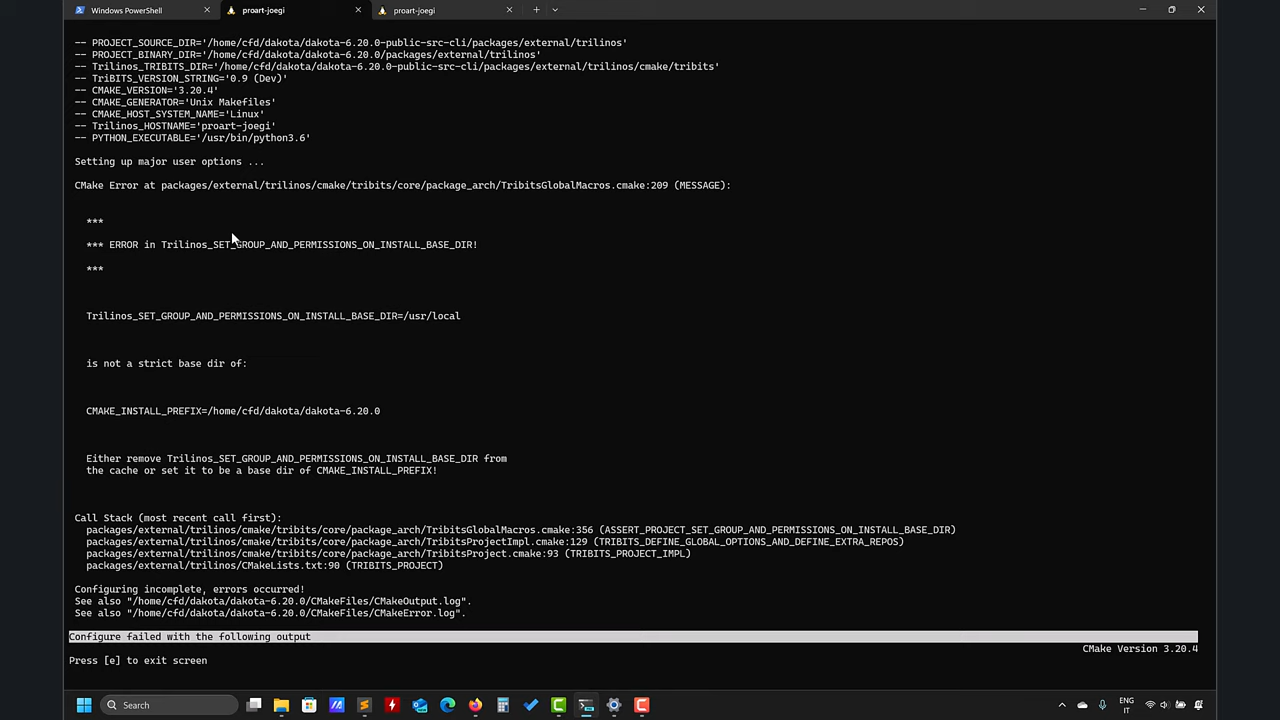 Windows PowerShell
proart-joegi
proart-joegi
-- PROJECT_SOURCE_DIR='/home/cfd/dakota/dakota-6.20.0-public-src-cli/packages/external/trilinos'
-- PROJECT_BINARY_DIR='/home/cfd/dakota/dakota-6.20.0/packages/external/trilinos'
-- Trilinos_TRIBITS_DIR='/home/cfd/dakota/dakota-6.20.0-public-src-cli/packages/external/trilinos/cmake/tribits'
-- TriBITS_VERSION_STRING='0.9 (Dev)'
-- CMAKE_VERSION='3.20.4'
-- CMAKE_GENERATOR='Unix Makefiles'
-- CMAKE_HOST_SYSTEM_NAME='Linux'
-- Trilinos_HOSTNAME='proart-joegi'
-- PYTHON_EXECUTABLE='/usr/bin/python3.6'
Setting up major user options ...
CMake Error at packages/external/trilinos/cmake/tribits/core/package_arch/TribitsGlobalMacros.cmake:209 (MESSAGE):
***
*** ERROR in Trilinos_SET_GROUP_AND_PERMISSIONS_ON_INSTALL_BASE_DIR!
***
Trilinos_SET_GROUP_AND_PERMISSIONS_ON_INSTALL_BASE_DIR=/usr/local
is not a strict base dir of:
CMAKE_INSTALL_PREFIX=/home/cfd/dakota/dakota-6.20.0
Either remove Trilinos_SET_GROUP_AND_PERMISSIONS_ON_INSTALL_BASE_DIR from
the cache or set it to be a base dir of CMAKE_INSTALL_PREFIX!
Call Stack (most recent call first):
packages/external/trilinos/cmake/tribits/core/package_arch/TribitsGlobalMacros.cmake:356 (ASSERT_PROJECT_SET_GROUP_AND_PERMISSIONS_ON_INSTALL_BASE_DIR)
packages/external/trilinos/cmake/tribits/core/package_arch/TribitsProjectImpl.cmake:129 (TRIBITS_DEFINE_GLOBAL_OPTIONS_AND_DEFINE_EXTRA_REPOS)
packages/external/trilinos/cmake/tribits/core/package_arch/TribitsProject.cmake:93 (TRIBITS_PROJECT_IMPL)
packages/external/trilinos/CMakeLists.txt:90 (TRIBITS_PROJECT)
Configuring incomplete, errors occurred!
See also "/home/cfd/dakota/dakota-6.20.0/CMakeFiles/CMakeOutput.log".
See also "/home/cfd/dakota/dakota-6.20.0/CMakeFiles/CMakeError.log".
Configure failed with the following output
CMake Version 3.20.4
Press [e] to exit screen
Search
ENG
IT